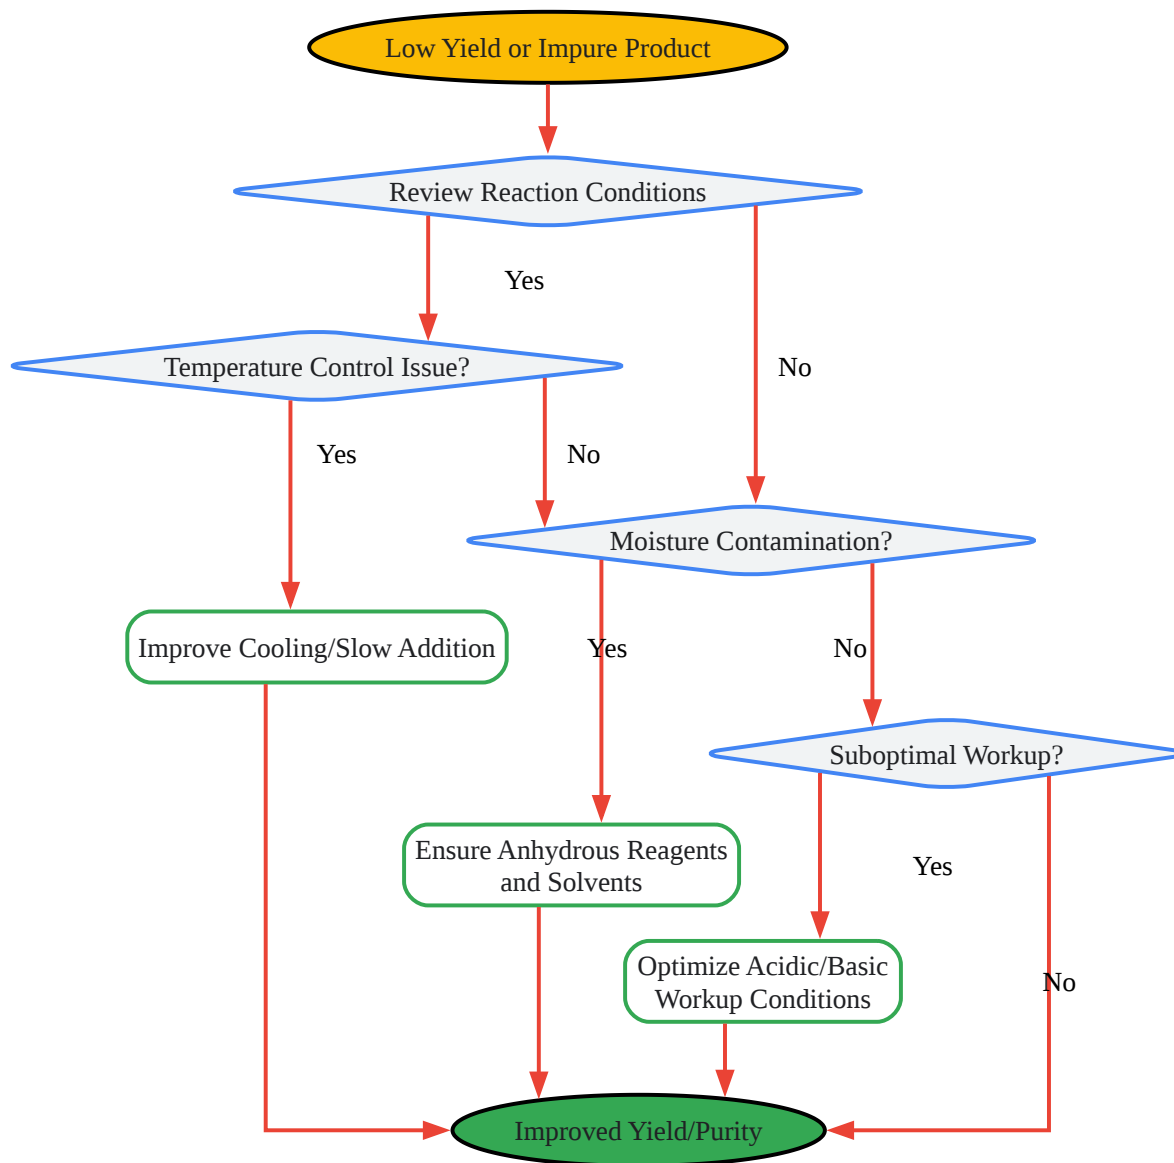 Low Yield or Impure Product
Review Reaction Conditions
Yes
Temperature Control Issue?
No
Yes
No
Moisture Contamination?
Improve Cooling/Slow Addition
Yes
No
Suboptimal Workup?
Ensure Anhydrous Reagents
and Solvents
Yes
Optimize Acidic/Basic
Workup Conditions
No
Improved Yield/Purity